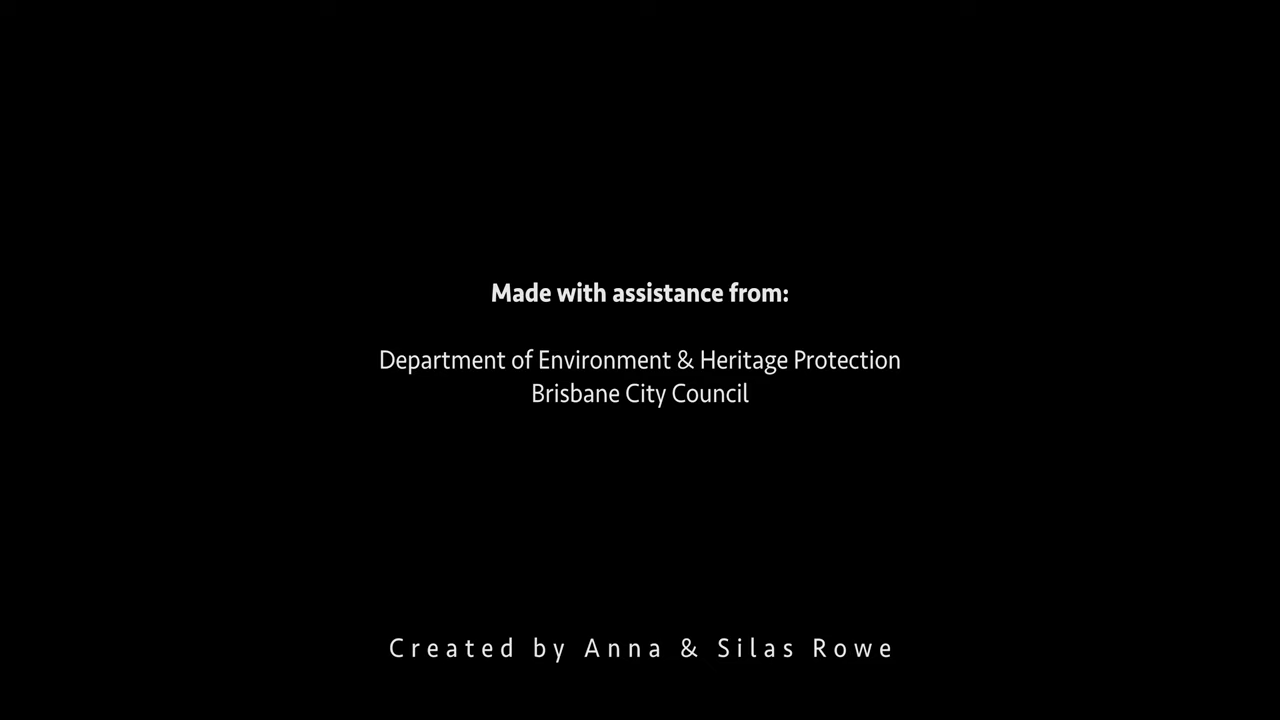 Made with assistance from:
Department of Environment & Heritage Protection
Brisbane City Council
Created by Anna & Silas Rowe